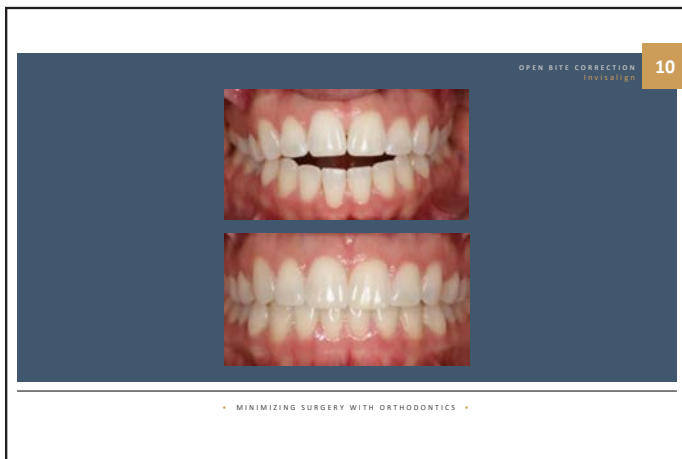 OPEN BITE CORRECTION
Invisalign
10
• MINIMIZING SURGERY WITH ORTHODONTICS •